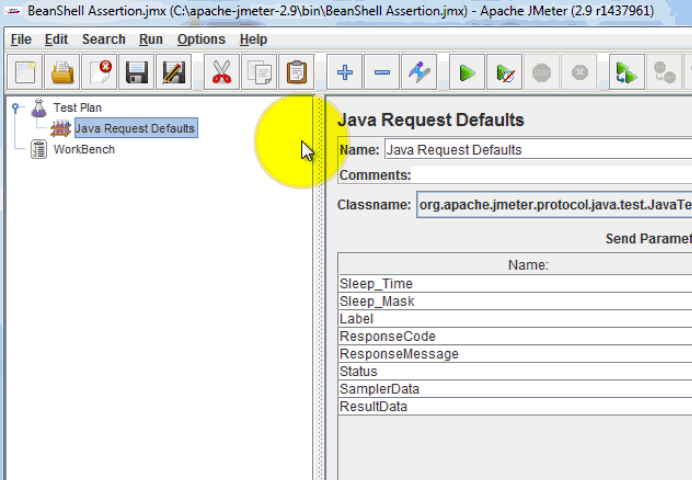 BeanShell Assertion.jmx (C:\apache-jmeter-2.9\bin\BeanShell Assertion.jmx) - Apache JMeter (2.9 r1437961)
File Edit Search Run Options Help
Test Plan
Java Request Defaults
WorkBench
Java Request Defaults
Name: Java Request Defaults
Comments:
Classname: org.apache.jmeter.protocol.java.test.JavaTe
Send Paramet
Name:
Sleep_Time
Sleep_Mask
Label
ResponseCode
ResponseMessage
Status
SamplerData
ResultData